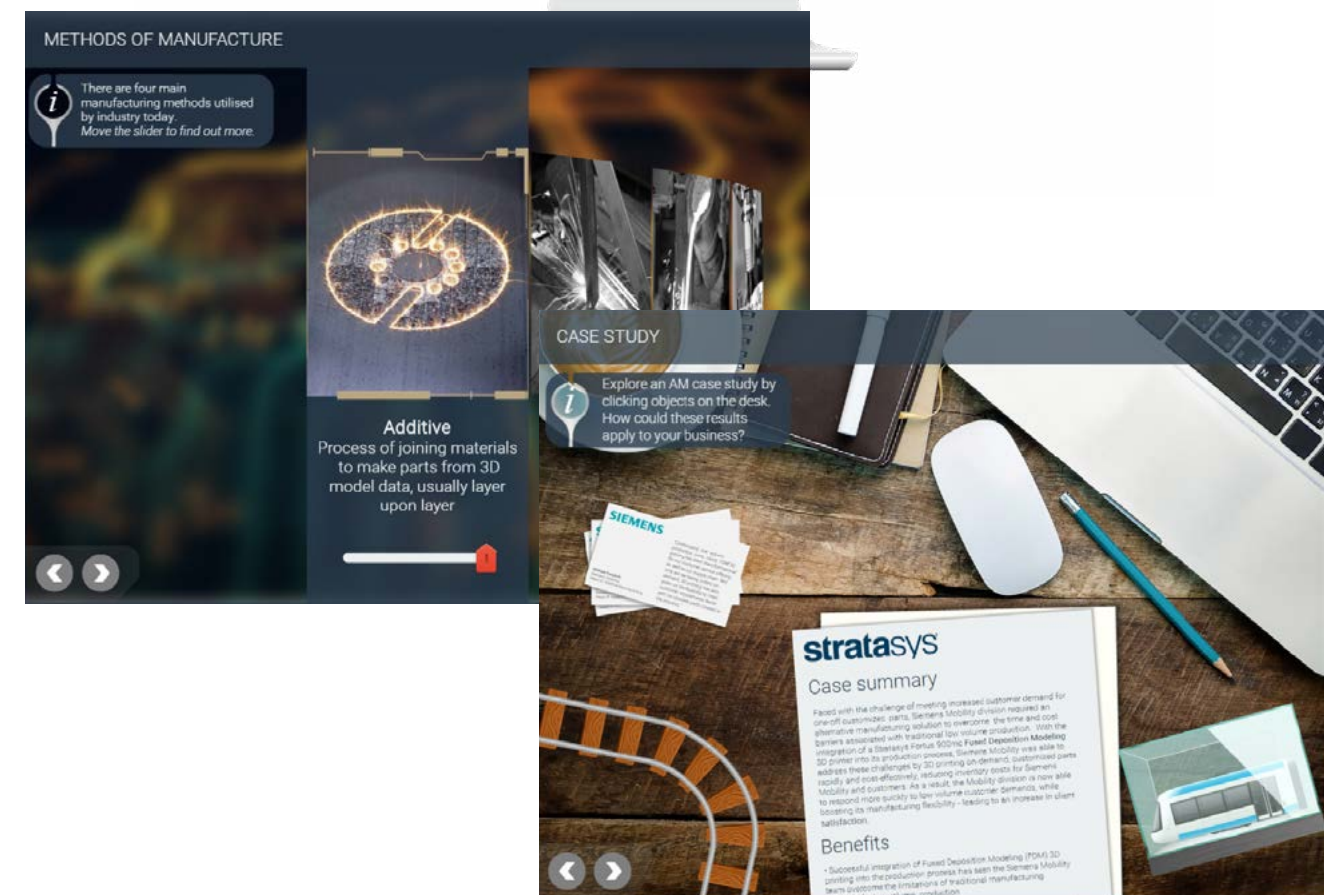 METHODS OF MANUFACTURE
There are four main
manufacturing methods utilised
by industry today.
Move the slider to find out more.
Additive
Process of joining materials
to make parts from 3D
model data, usually layer
upon layer
CASE STUDY
Explore an AM case study by
clicking objects on the desk.
How could these results
apply to your business?
SIEMENS
stratasys
Case summary
Faced with the challenge of meeting increased customer demand for
one-off customized parts, Siemens Mobility division required an
alternative manufacturing solution to overcome the time and cost
barriers associated with traditional low volume production. With the
integration of a Stratasys Fortus 900mc Fused Deposition Modeling
3D printer into its production process, Siemens Mobility was able to
address these challenges by 3D printing on-demand, customized parts
rapidly and cost-effectively, reducing inventory costs for Siemens
Mobility and customers. As a result, the Mobility division is now able
to respond more quickly to low volume customer demands, while
boosting its manufacturing flexibility - leading to an increase in client
satisfaction.
Benefits
• Successful integration of Fused Deposition Modeling (FDM) 3D
printing into the production process has seen the Siemens Mobility
team overcome the limitations of traditional manufacturing